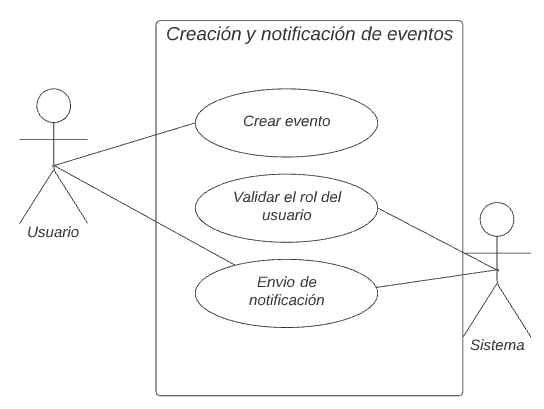 Creación y notificación de eventos
Crear evento
Validar el rol del
usuario
Usuario
Envio de
notificación
Sistema